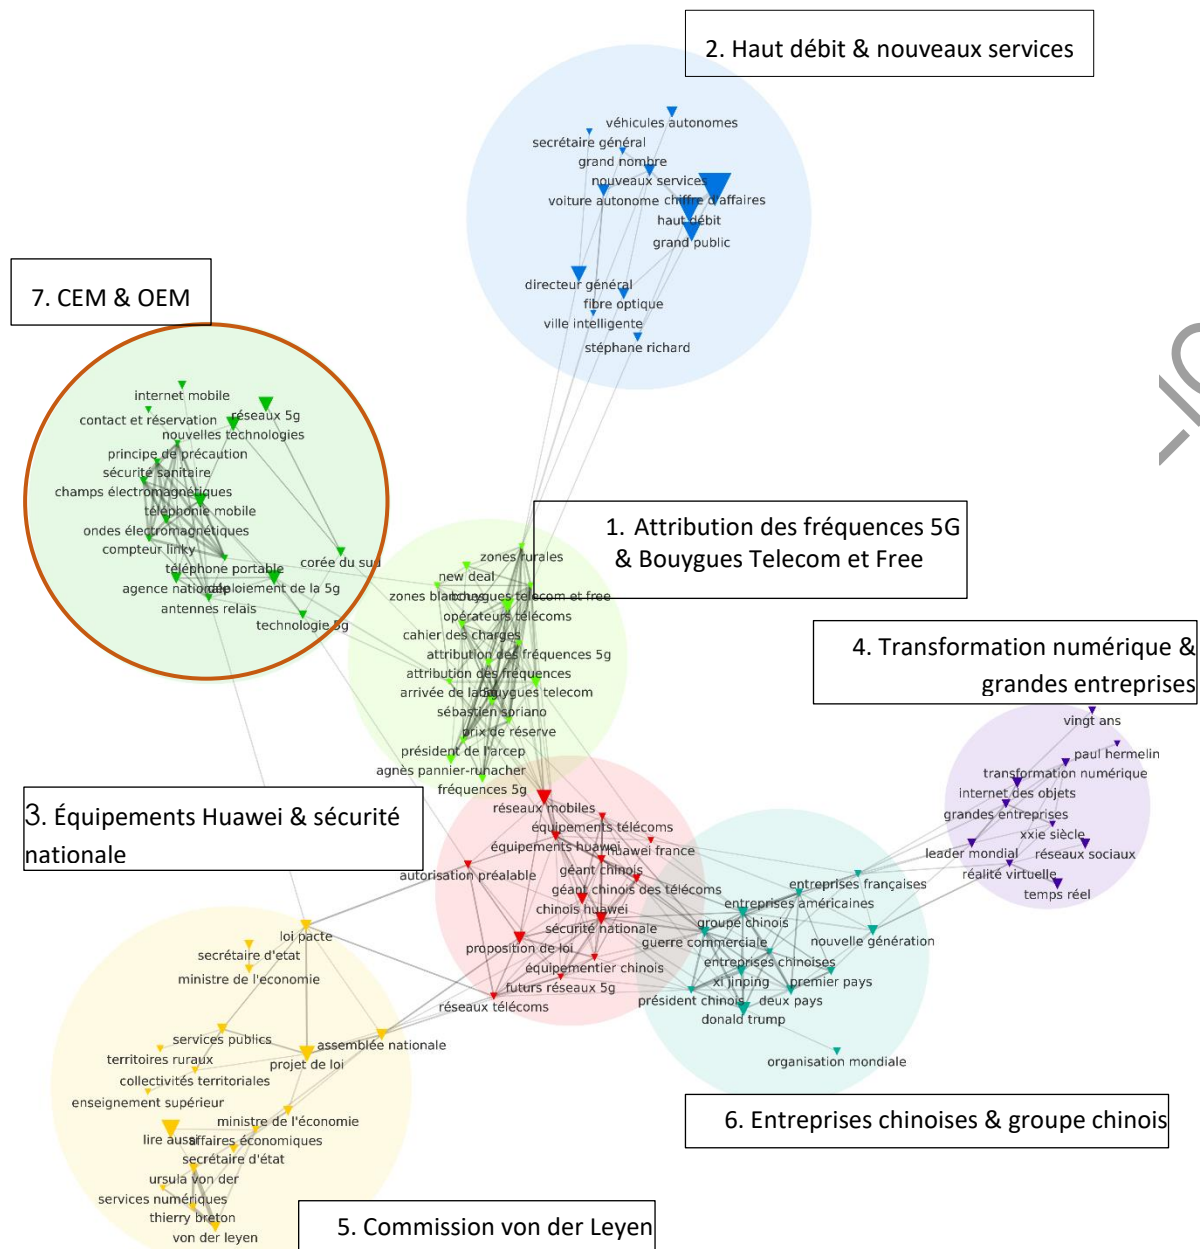 2. Haut débit & nouveaux services
véhicules autonomes
secrétaire général
grand nombre
nouveaux services
voiture autonome
chiffre d'affaires
haut débit
grand public
directeur général
fibre optique
ville intelligente
stéphane richard
7. CEM & OEM
internet mobile
contact et réservation
réseaux 5g
nouvelles technologies
principe de précaution
sécurité sanitaire
champs électromagnétiques
téléphonie mobile
ondes électromagnétiques
compteur linky
téléphone portable
corée du sud
agence nationale
déploiement de la 5g
antennes relais
technologie 5g
1. Attribution des fréquences 5G
& Bouygues Telecom et Free
zones rurales
new deal
zones blanches
bouygues telecom et free
opérateurs télécoms
cahier des charges
attribution des fréquences 5g
attribution des fréquences
arrivée de la 5g
bouygues telecom
sébastien soriano
prix de réserve
président de l'arcep
agnès pannier-runacher
fréquences 5g
4. Transformation numérique &
grandes entreprises
vingt ans
paul hermelin
transformation numérique
internet des objets
grandes entreprises
xxie siècle
leader mondial
réseaux sociaux
réalité virtuelle
temps réel
3. Équipements Huawei & sécurité
nationale
réseaux mobiles
équipements télécoms
équipements huawei
huawei france
géant chinois
autorisation préalable
géant chinois des télécoms
chinois huawei
sécurité nationale
proposition de loi
équipementier chinois
futurs réseaux 5g
réseaux télécoms
entreprises françaises
entreprises américaines
groupe chinois
guerre commerciale
nouvelle génération
entreprises chinoises
xi jinping
premier pays
président chinois
deux pays
donald trump
organisation mondiale
6. Entreprises chinoises & groupe chinois
loi pacte
secrétaire d'etat
ministre de l'economie
services publics
assemblée nationale
territoires ruraux
projet de loi
collectivités territoriales
enseignement supérieur
ministre de l'économie
lire aussi
affaires économiques
secrétaire d'état
ursula von der
services numériques
thierry breton
von der leyen
5. Commission von der Leyen